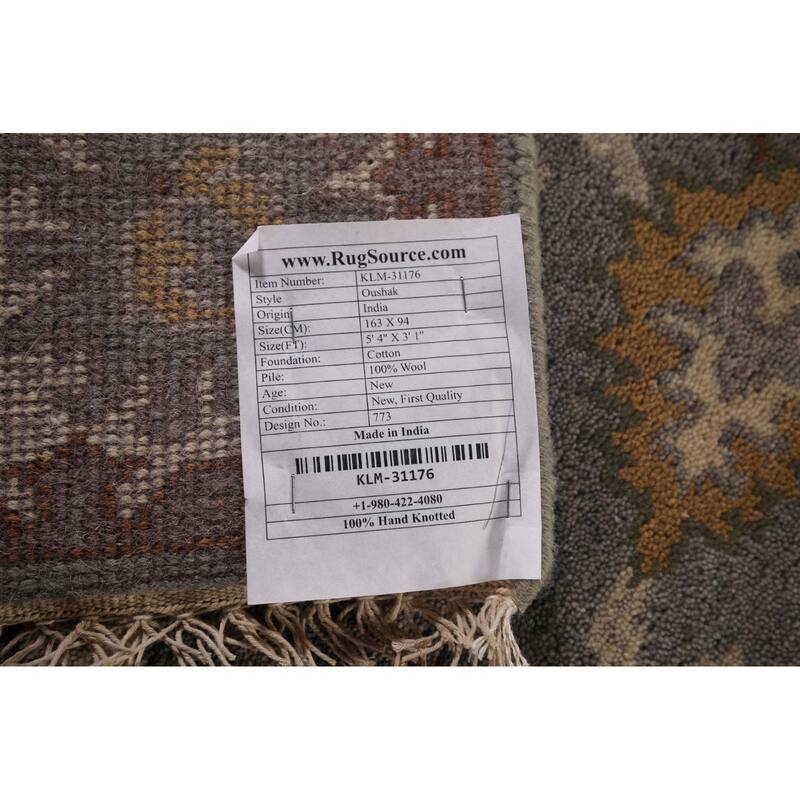 www.RugSource.com
Item Number: KLM-31176
Style Oushak
Origin: India
Size(CM): 163 X 94
Size(FT): 5' 4" X 3' 1"
Foundation: Cotton
Pile: 100% Wool
Age: New
Condition: New, First Quality
Design No.: 773
Made in India
KLM-31176
+1-980-422-4080
100% Hand Knotted